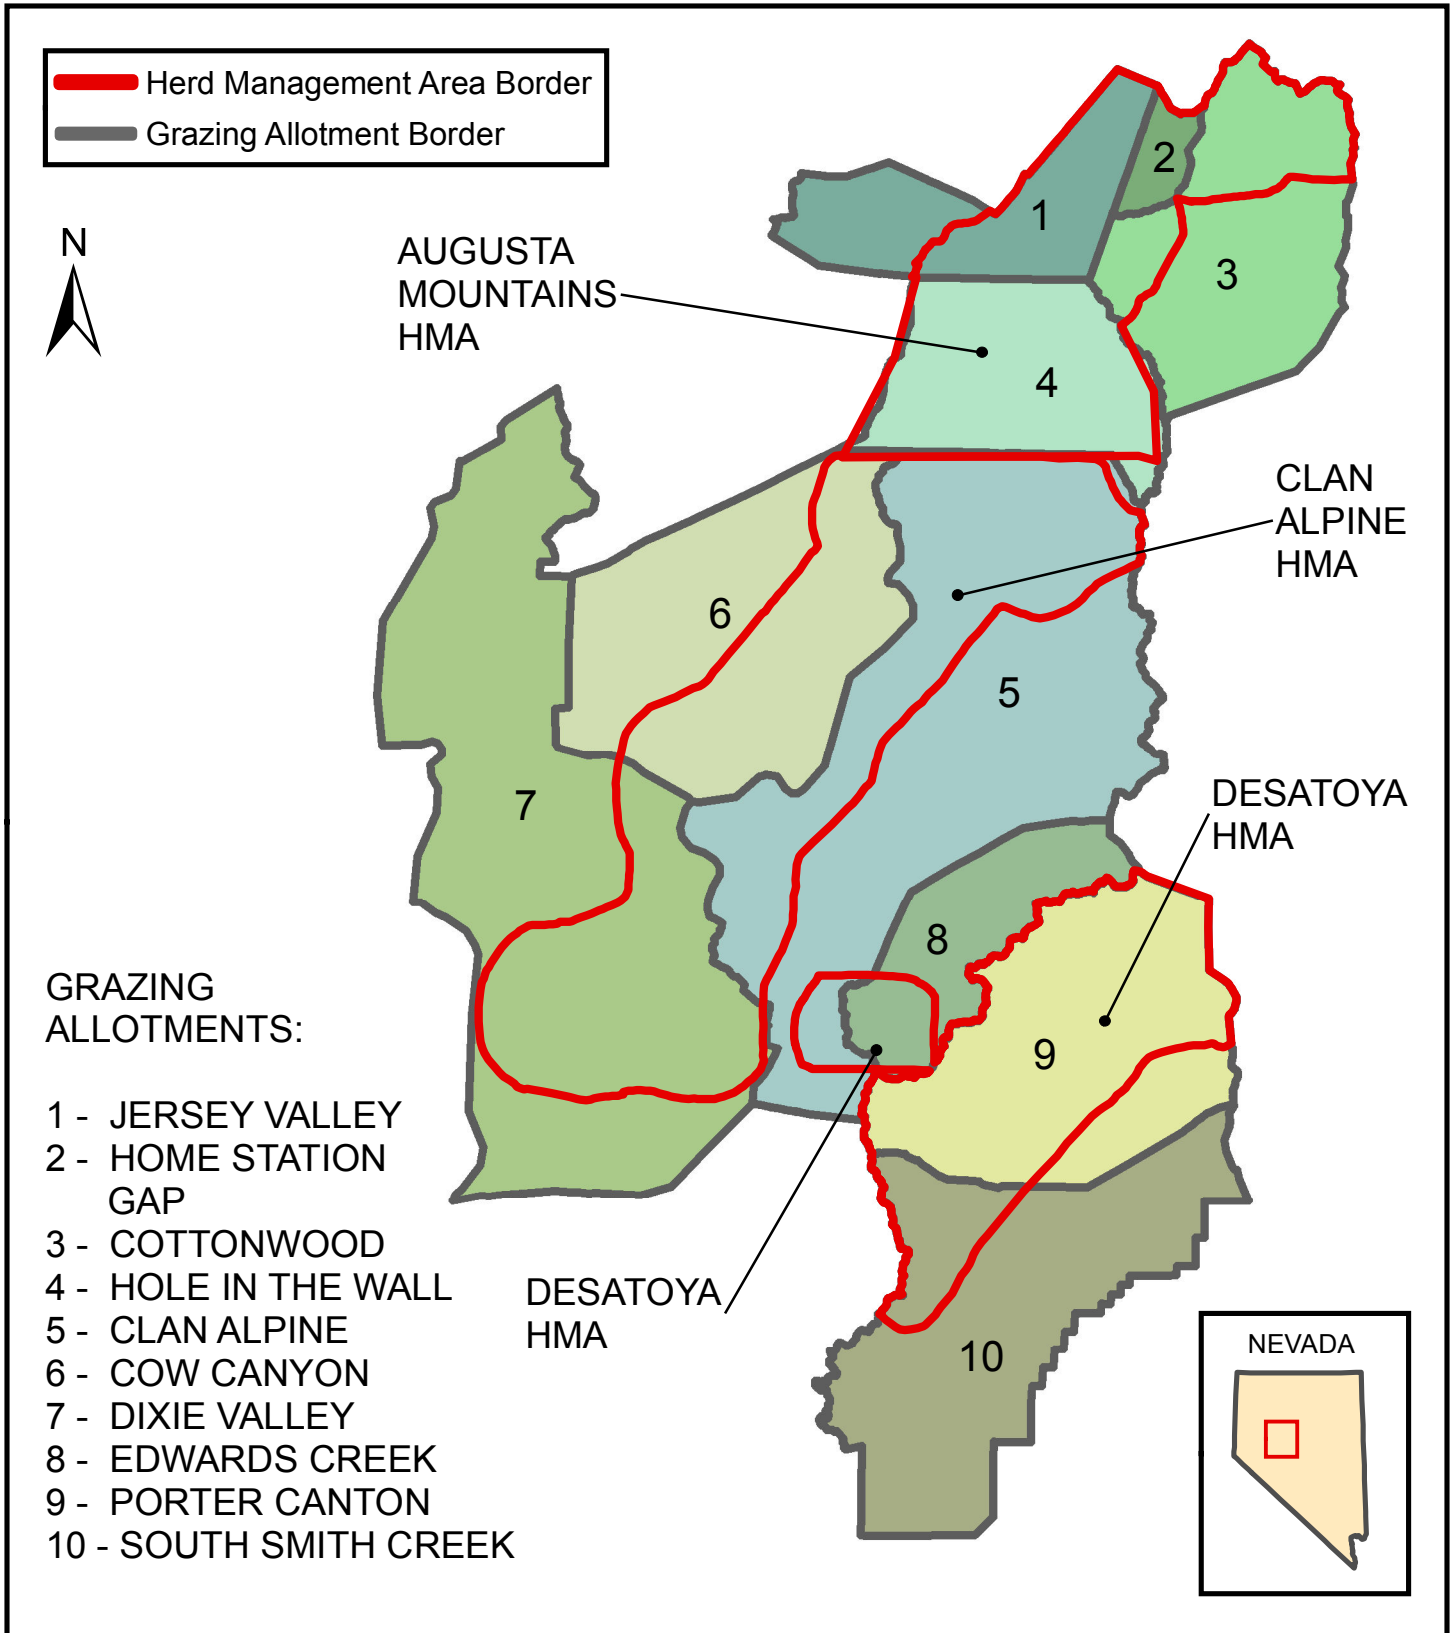 Herd Management Area Border
Grazing Allotment Border
N
AUGUSTA
MOUNTAINS
HMA
1
2
3
4
CLAN
ALPINE
HMA
6
5
7
DESATOYA
HMA
8
9
GRAZING
ALLOTMENTS:
1 - JERSEY VALLEY
2 - HOME STATION
GAP
3 - COTTONWOOD
4 - HOLE IN THE WALL
5 - CLAN ALPINE
6 - COW CANYON
7 - DIXIE VALLEY
8 - EDWARDS CREEK
9 - PORTER CANTON
10 - SOUTH SMITH CREEK
DESATOYA
HMA
10
NEVADA